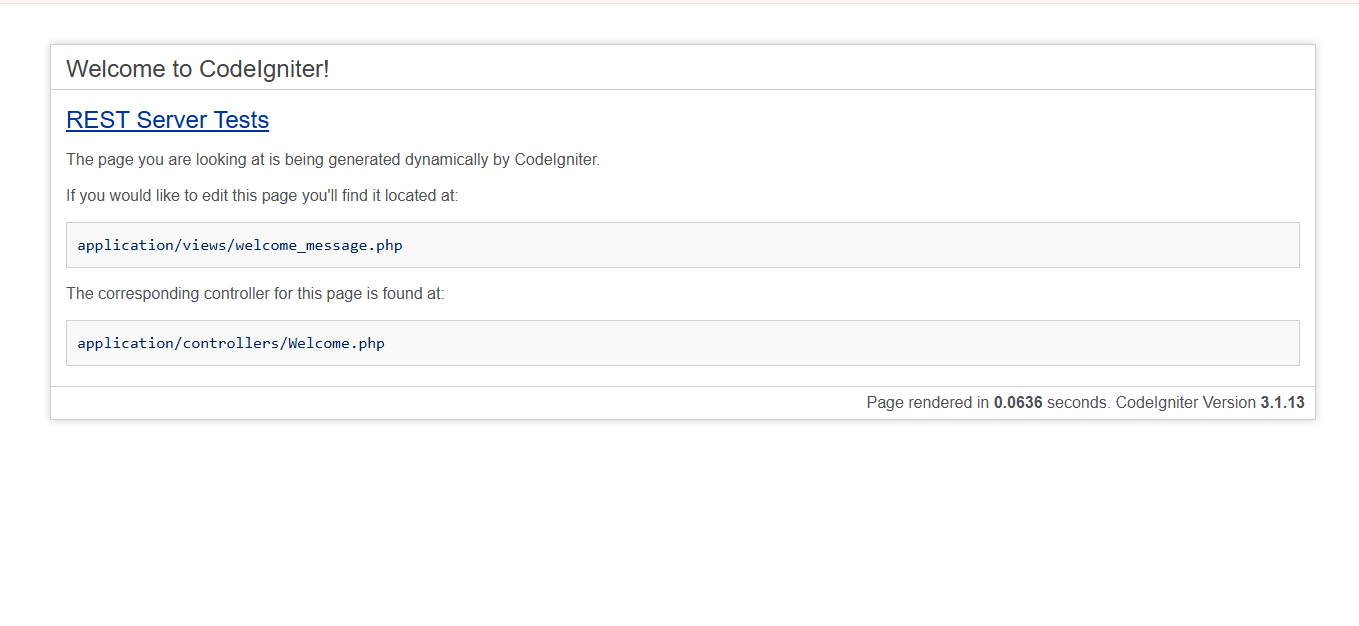 Welcome to CodeIgniter!
REST Server Tests
The page you are looking at is being generated dynamically by CodeIgniter.
If you would like to edit this page you'll find it located at:
application/views/welcome_message.php
The corresponding controller for this page is found at:
application/controllers/Welcome.php
Page rendered in 0.0636 seconds. CodeIgniter Version 3.1.13